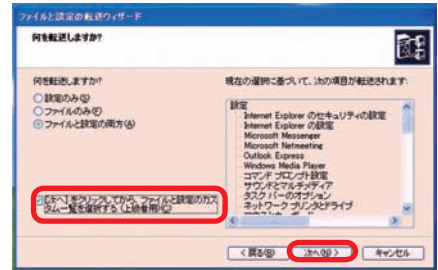 ファイルと設定の転送ウィザード
何を転送しますか?
何を転送しますか?
設定のみ(S)
ファイルのみ(F)
ファイルと設定の両方(A)
[次へ]をクリックしてから、ファイルと設定のカス
タム一覧を選択する(上級者用)(C)
現在の選択に基づいて、次の項目が転送されます:
設定
Internet Explorer のセキュリティの設定
Internet Explorer の設定
Microsoft Messenger
Microsoft Netmeeting
Outlook Express
Windows Media Player
コマンド プロンプト設定
サウンドとマルチメディア
タスク バーのオプション
ネットワーク プリンタとドライブ
< 戻る(B)
次へ(N) >
キャンセル